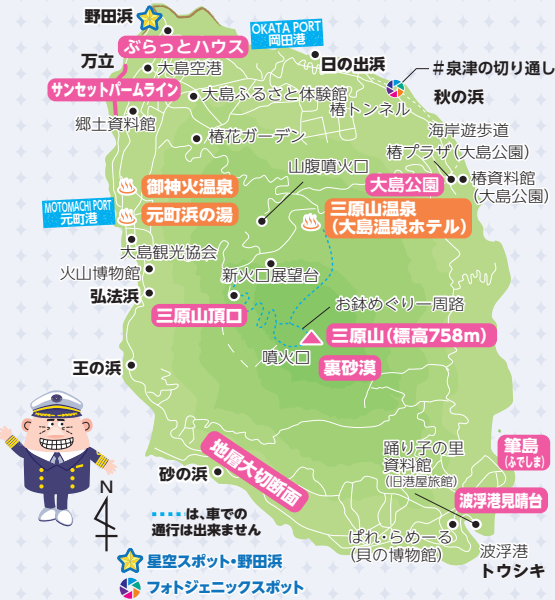 野田浜
ぶらっとハウス
OKATA PORT
岡田港
万立
大島空港
日の出浜
#泉津の切り通し
サンセットパームライン
大島ふるさと体験館
秋の浜
椿トンネル
郷土資料館
海岸遊歩道
椿花ガーデン
椿プラザ(大島公園)
山腹噴火口
大島公園
椿資料館
(大島公園)
御神火温泉
MOTOMACHI PORT
元町港
元町浜の湯
三原山温泉
(大島温泉ホテル)
大島観光協会
火山博物館
新火口展望台
弘法浜
お鉢めぐり一周路
三原山頂口
三原山(標高758m)
噴火口
裏砂漠
王の浜
地層大切断面
砂の浜
踊り子の里
資料館
(旧港屋旅館)
筆島
(ふでしま)
波浮港見晴台
N
・・・・・は、車での
通行は出来ません
ぱれ・らめーる
(貝の博物館)
波浮港
トウシキ
星空スポット・野田浜
フォトジェニックスポット